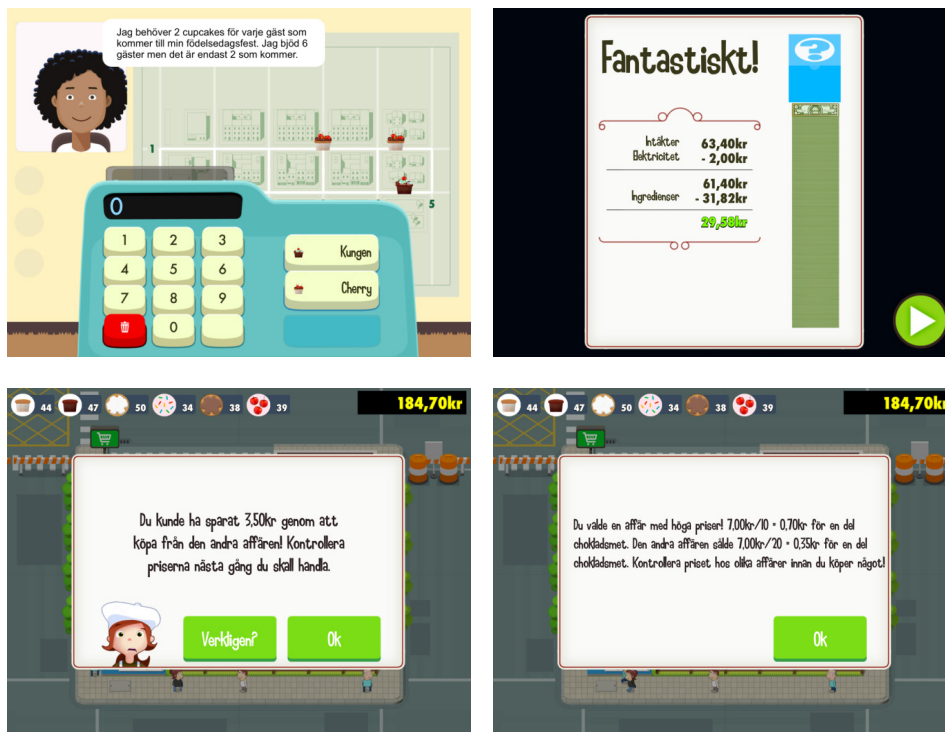 Jag behöver 2 cupcakes för varje gäst som
kommer till min födelsedagsfest. Jag bjöd 6
gäster men det är endast 2 som kommer.
1
5
0
1 2 3
4 5 6
7 8 9
0
Kungen
Cherry
Fantastiskt!
Intäkter 63,40kr
Elektricitet - 2,00kr
61,40kr
Ingredienser - 31,82kr
29,58kr
?
44 47 50 34 38 39
184,70kr
Du kunde ha sparat 3,50kr genom att
köpa från den andra affären! Kontrollera
priserna nästa gång du skall handla.
Verkligen?
Ok
44 47 50 34 38 39
184,70kr
Du valde en affär med höga priser! 7,00kr/10 = 0,70kr för en del
chokladsmet. Den andra affären sålde 7,00kr/20 = 0,35kr för en del
chokladsmet. Kontrollera priset hos olika affärer innan du köper något!
Ok